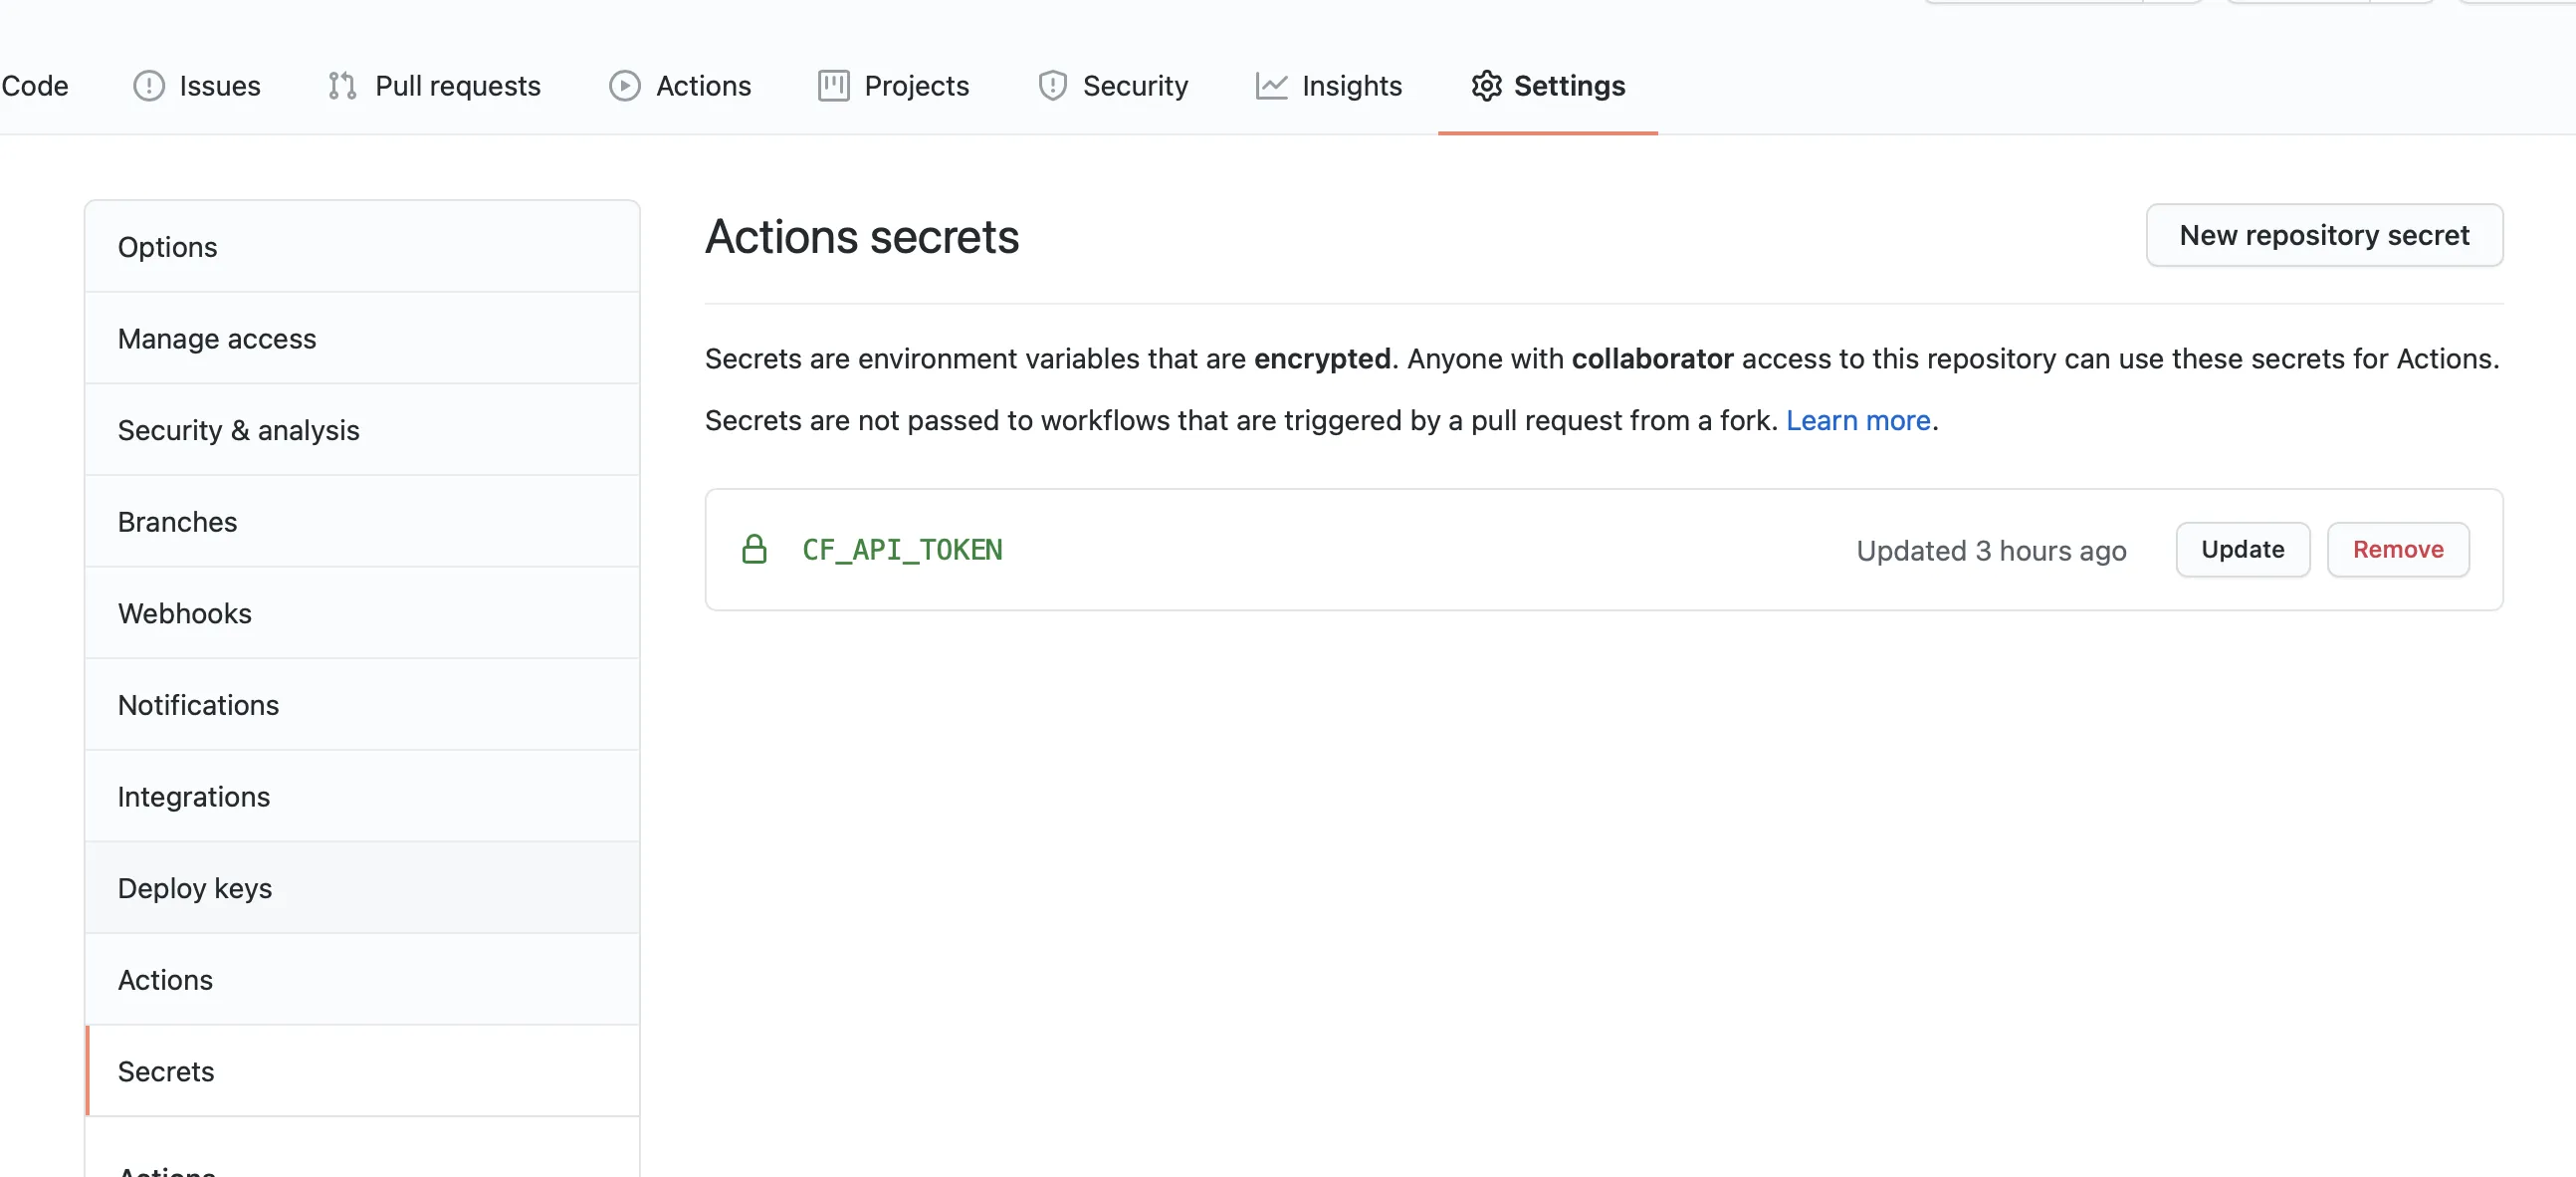 Code Issues Pull requests Actions Projects Security Insights Settings
Options
Manage access
Security & analysis
Branches
Webhooks
Notifications
Integrations
Deploy keys
Actions
Secrets
Actions
Actions secrets
New repository secret
Secrets are environment variables that are encrypted. Anyone with collaborator access to this repository can use these secrets for Actions.
Secrets are not passed to workflows that are triggered by a pull request from a fork. Learn more.
CF_API_TOKEN Updated 3 hours ago Update Remove